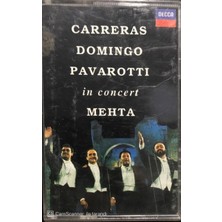 DECCA
CARRERAS
DOMINGO
PAVAROTTI
in concert
MEHTA